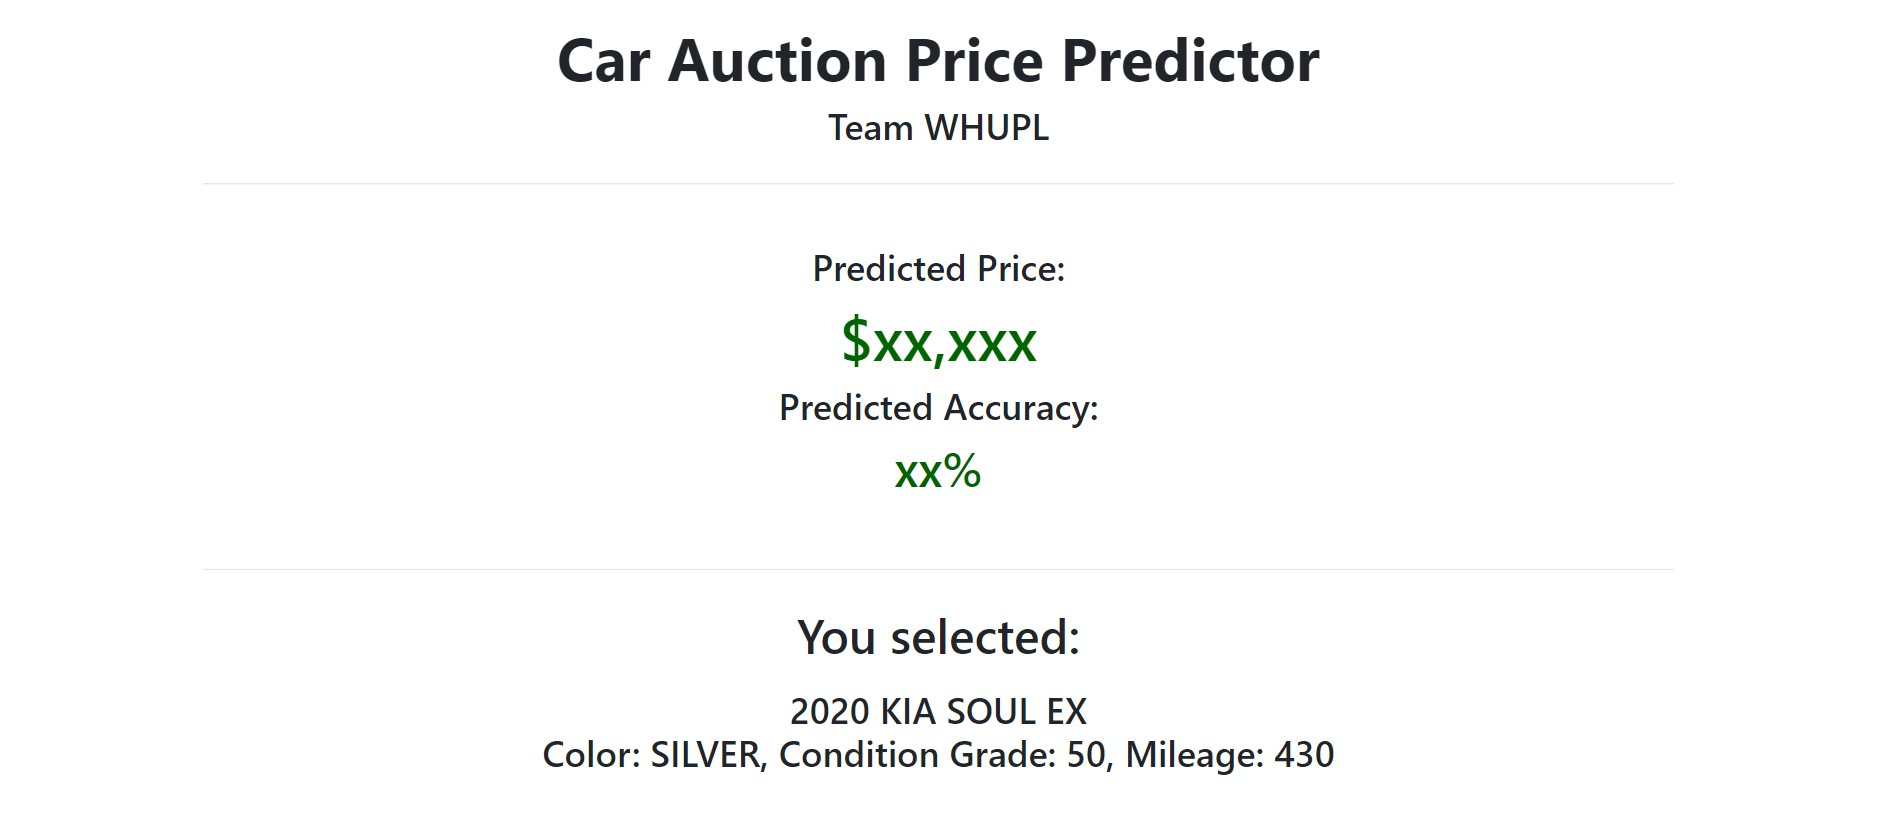 Car Auction Price Predictor
Team WHUPL
Predicted Price:
$xx,xxx
Predicted Accuracy:
xx%
You selected:
2020 KIA SOUL EX
Color: SILVER, Condition Grade: 50, Mileage: 430